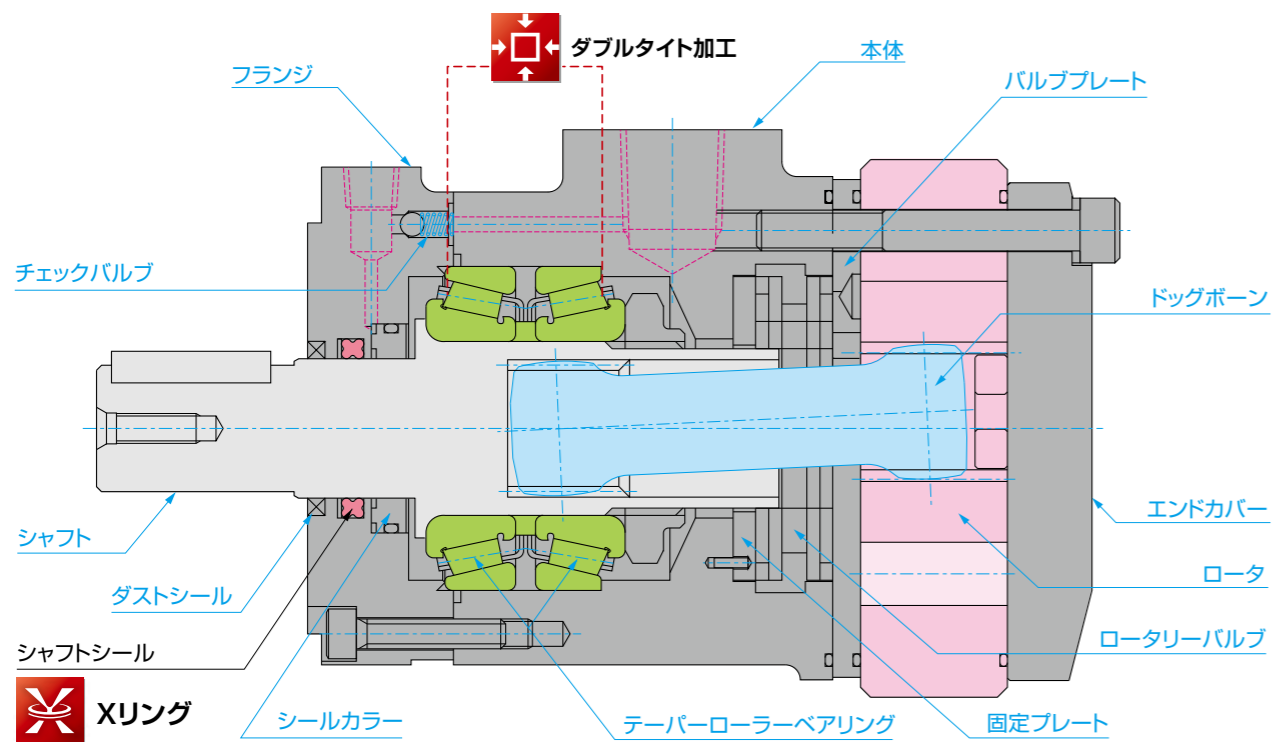 ダブルタイト加工
本体
フランジ
バルブプレート
チェックバルブ
ドッグボーン
シャフト
エンドカバー
ダストシール
ロータ
シャフトシール
ロータリーバルブ
Xリング
シールカラー
テーパーローラーベアリング
固定プレート